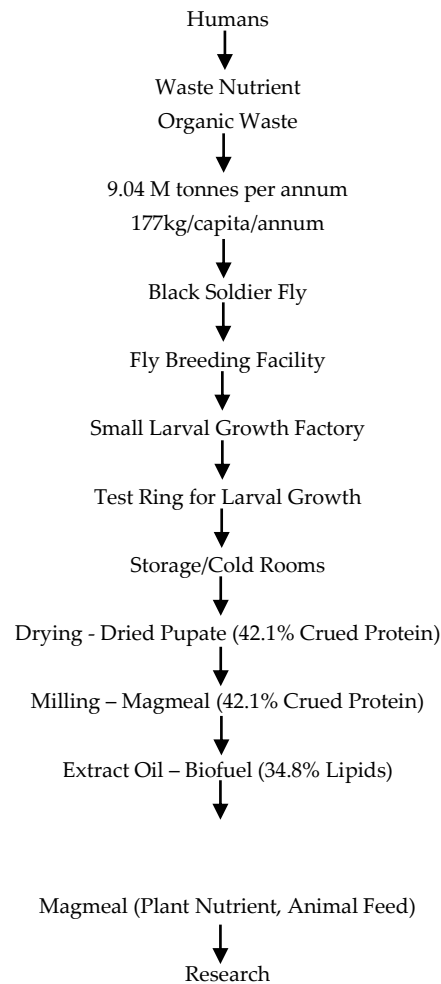 Humans
Waste Nutrient
Organic Waste
9.04 M tonnes per annum
177kg/capita/annum
Black Soldier Fly
Fly Breeding Facility
Small Larval Growth Factory
Test Ring for Larval Growth
Storage/Cold Rooms
Drying - Dried Pupate (42.1% Crued Protein)
Milling – Magmeal (42.1% Crued Protein)
Extract Oil – Biofuel (34.8% Lipids)
Magmeal (Plant Nutrient, Animal Feed)
Research